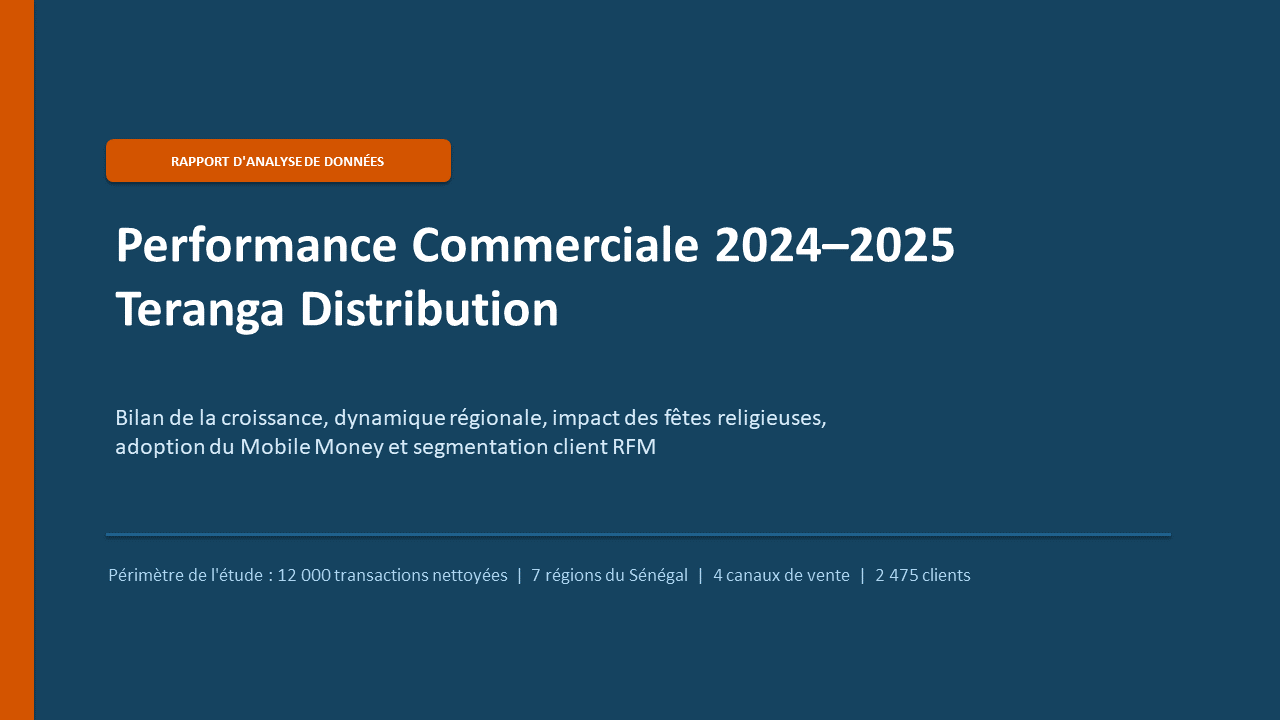 RAPPORT D'ANALYSE DE DONNÉES
Performance Commerciale 2024–2025
Teranga Distribution
Bilan de la croissance, dynamique régionale, impact des fêtes religieuses,
adoption du Mobile Money et segmentation client RFM
Périmètre de l'étude : 12 000 transactions nettoyées | 7 régions du Sénégal | 4 canaux de vente | 2 475 clients